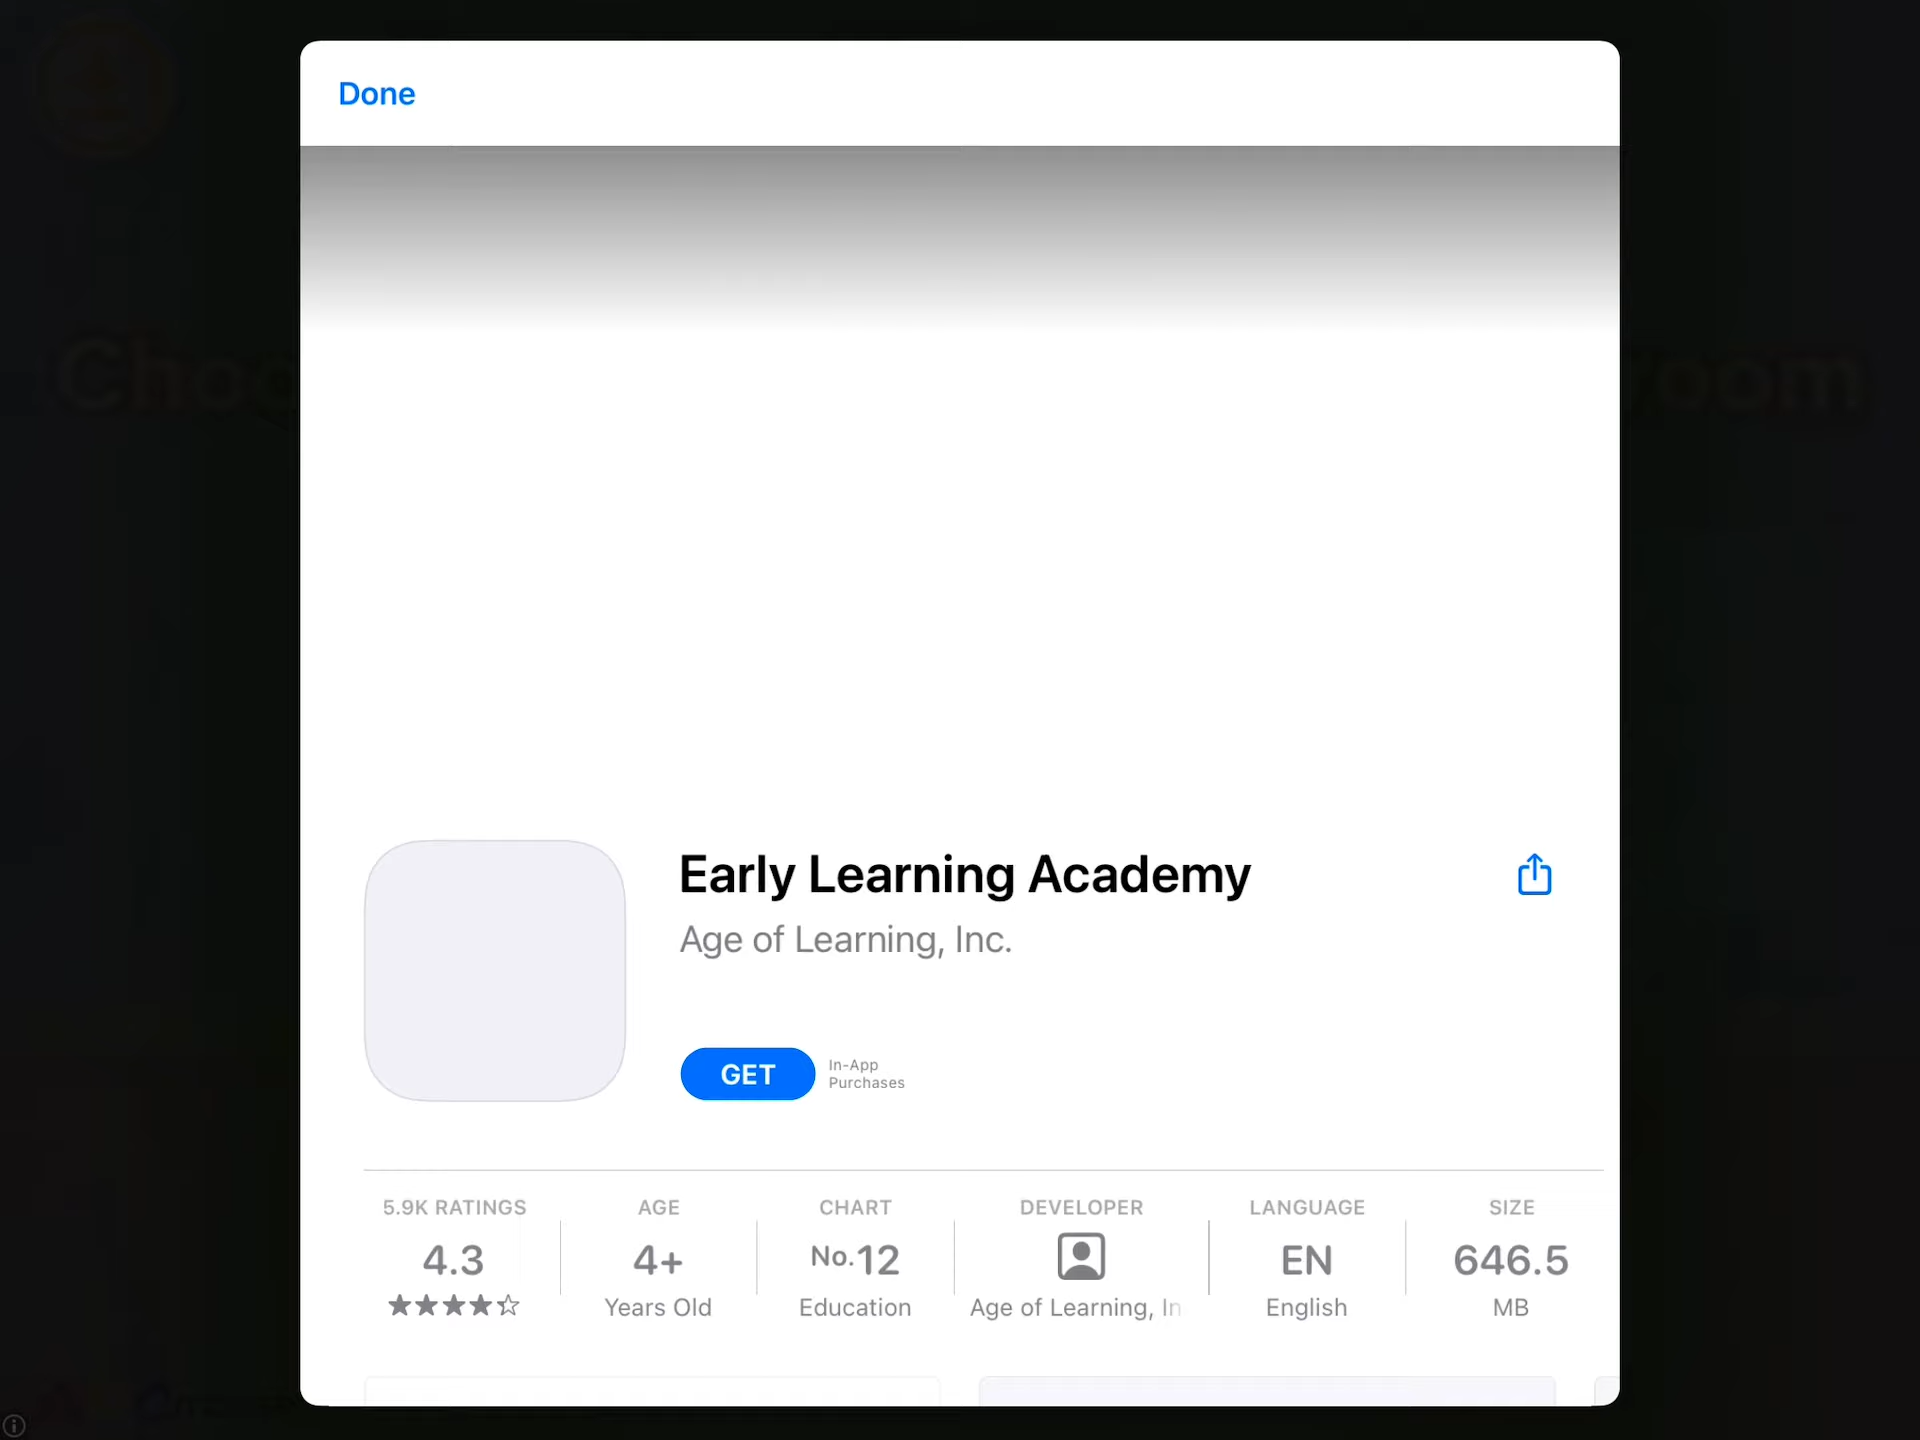 Done
Early Learning Academy
Age of Learning, Inc.
GET
In-App
Purchases
5.9K RATINGS
4.3
AGE
4+
Years Old
CHART
No.12
Education
DEVELOPER
Age of Learning, In
LANGUAGE
EN
English
SIZE
646.5
MB